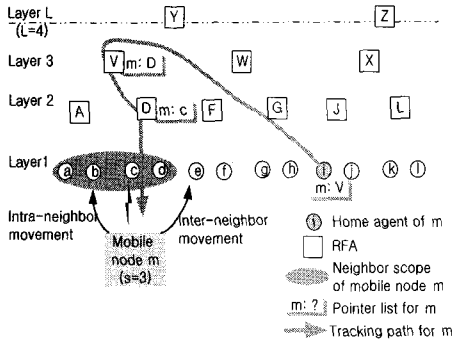 Layer L Y Z
(L=4)
Layer 3 V m: D W X
Layer 2 A D m: c F G J L
Layer1 a b c d e f g h i j k l
m: V
Intra-neighbor movement
Inter-neighbor movement
Mobile node m (s=3)
i Home agent of m
RFA
Neighbor scope
of mobile node m
m: ? Pointer list for m
Tracking path for m